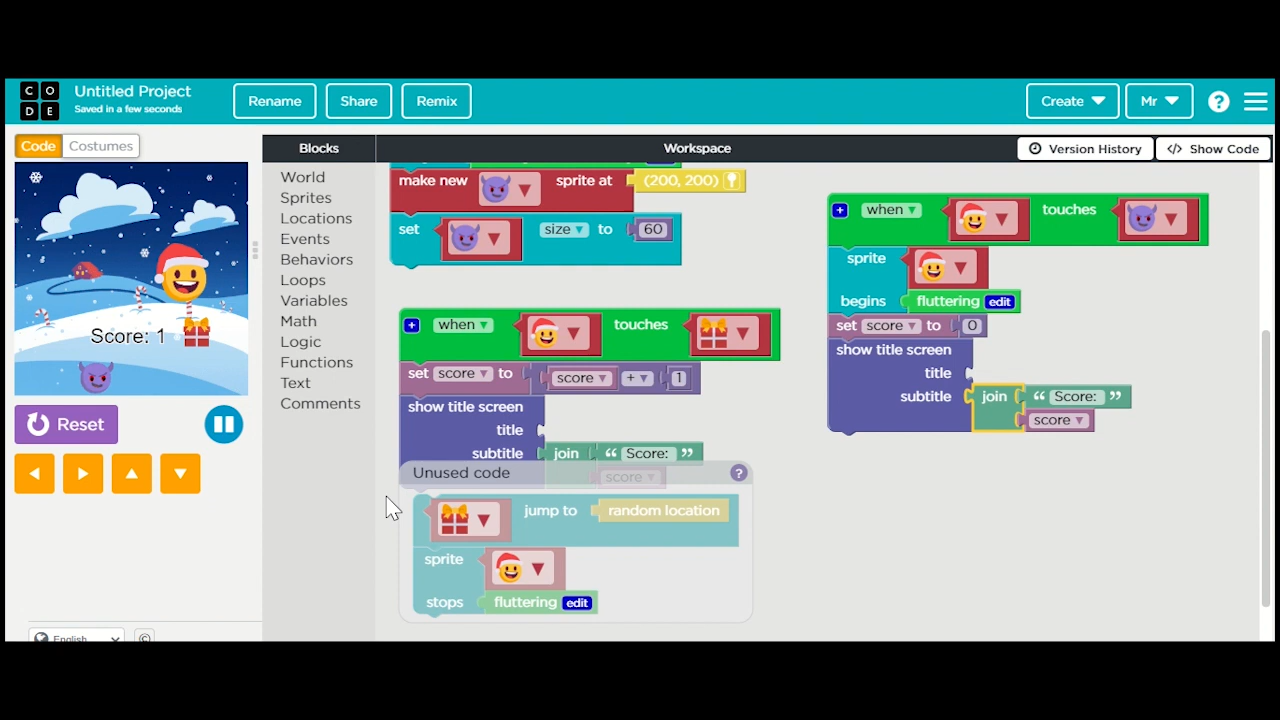 C O
D E
Untitled Project
Saved in a few seconds
Rename
Share
Remix
Create
Mr
?
Code
Costumes
Blocks
Workspace
Version History
</> Show Code
World
Sprites
Locations
Events
Behaviors
Loops
Variables
Math
Logic
Functions
Text
Comments
Score: 1
Reset
English
©
make new sprite at (200, 200)
set size to 60
+ when touches
set score to score + 1
show title screen
title
subtitle join “ Score: ”
score
Unused code ?
jump to random location
sprite
stops fluttering edit
+ when touches
sprite
begins fluttering edit
set score to 0
show title screen
title
subtitle join “ Score: ”
score